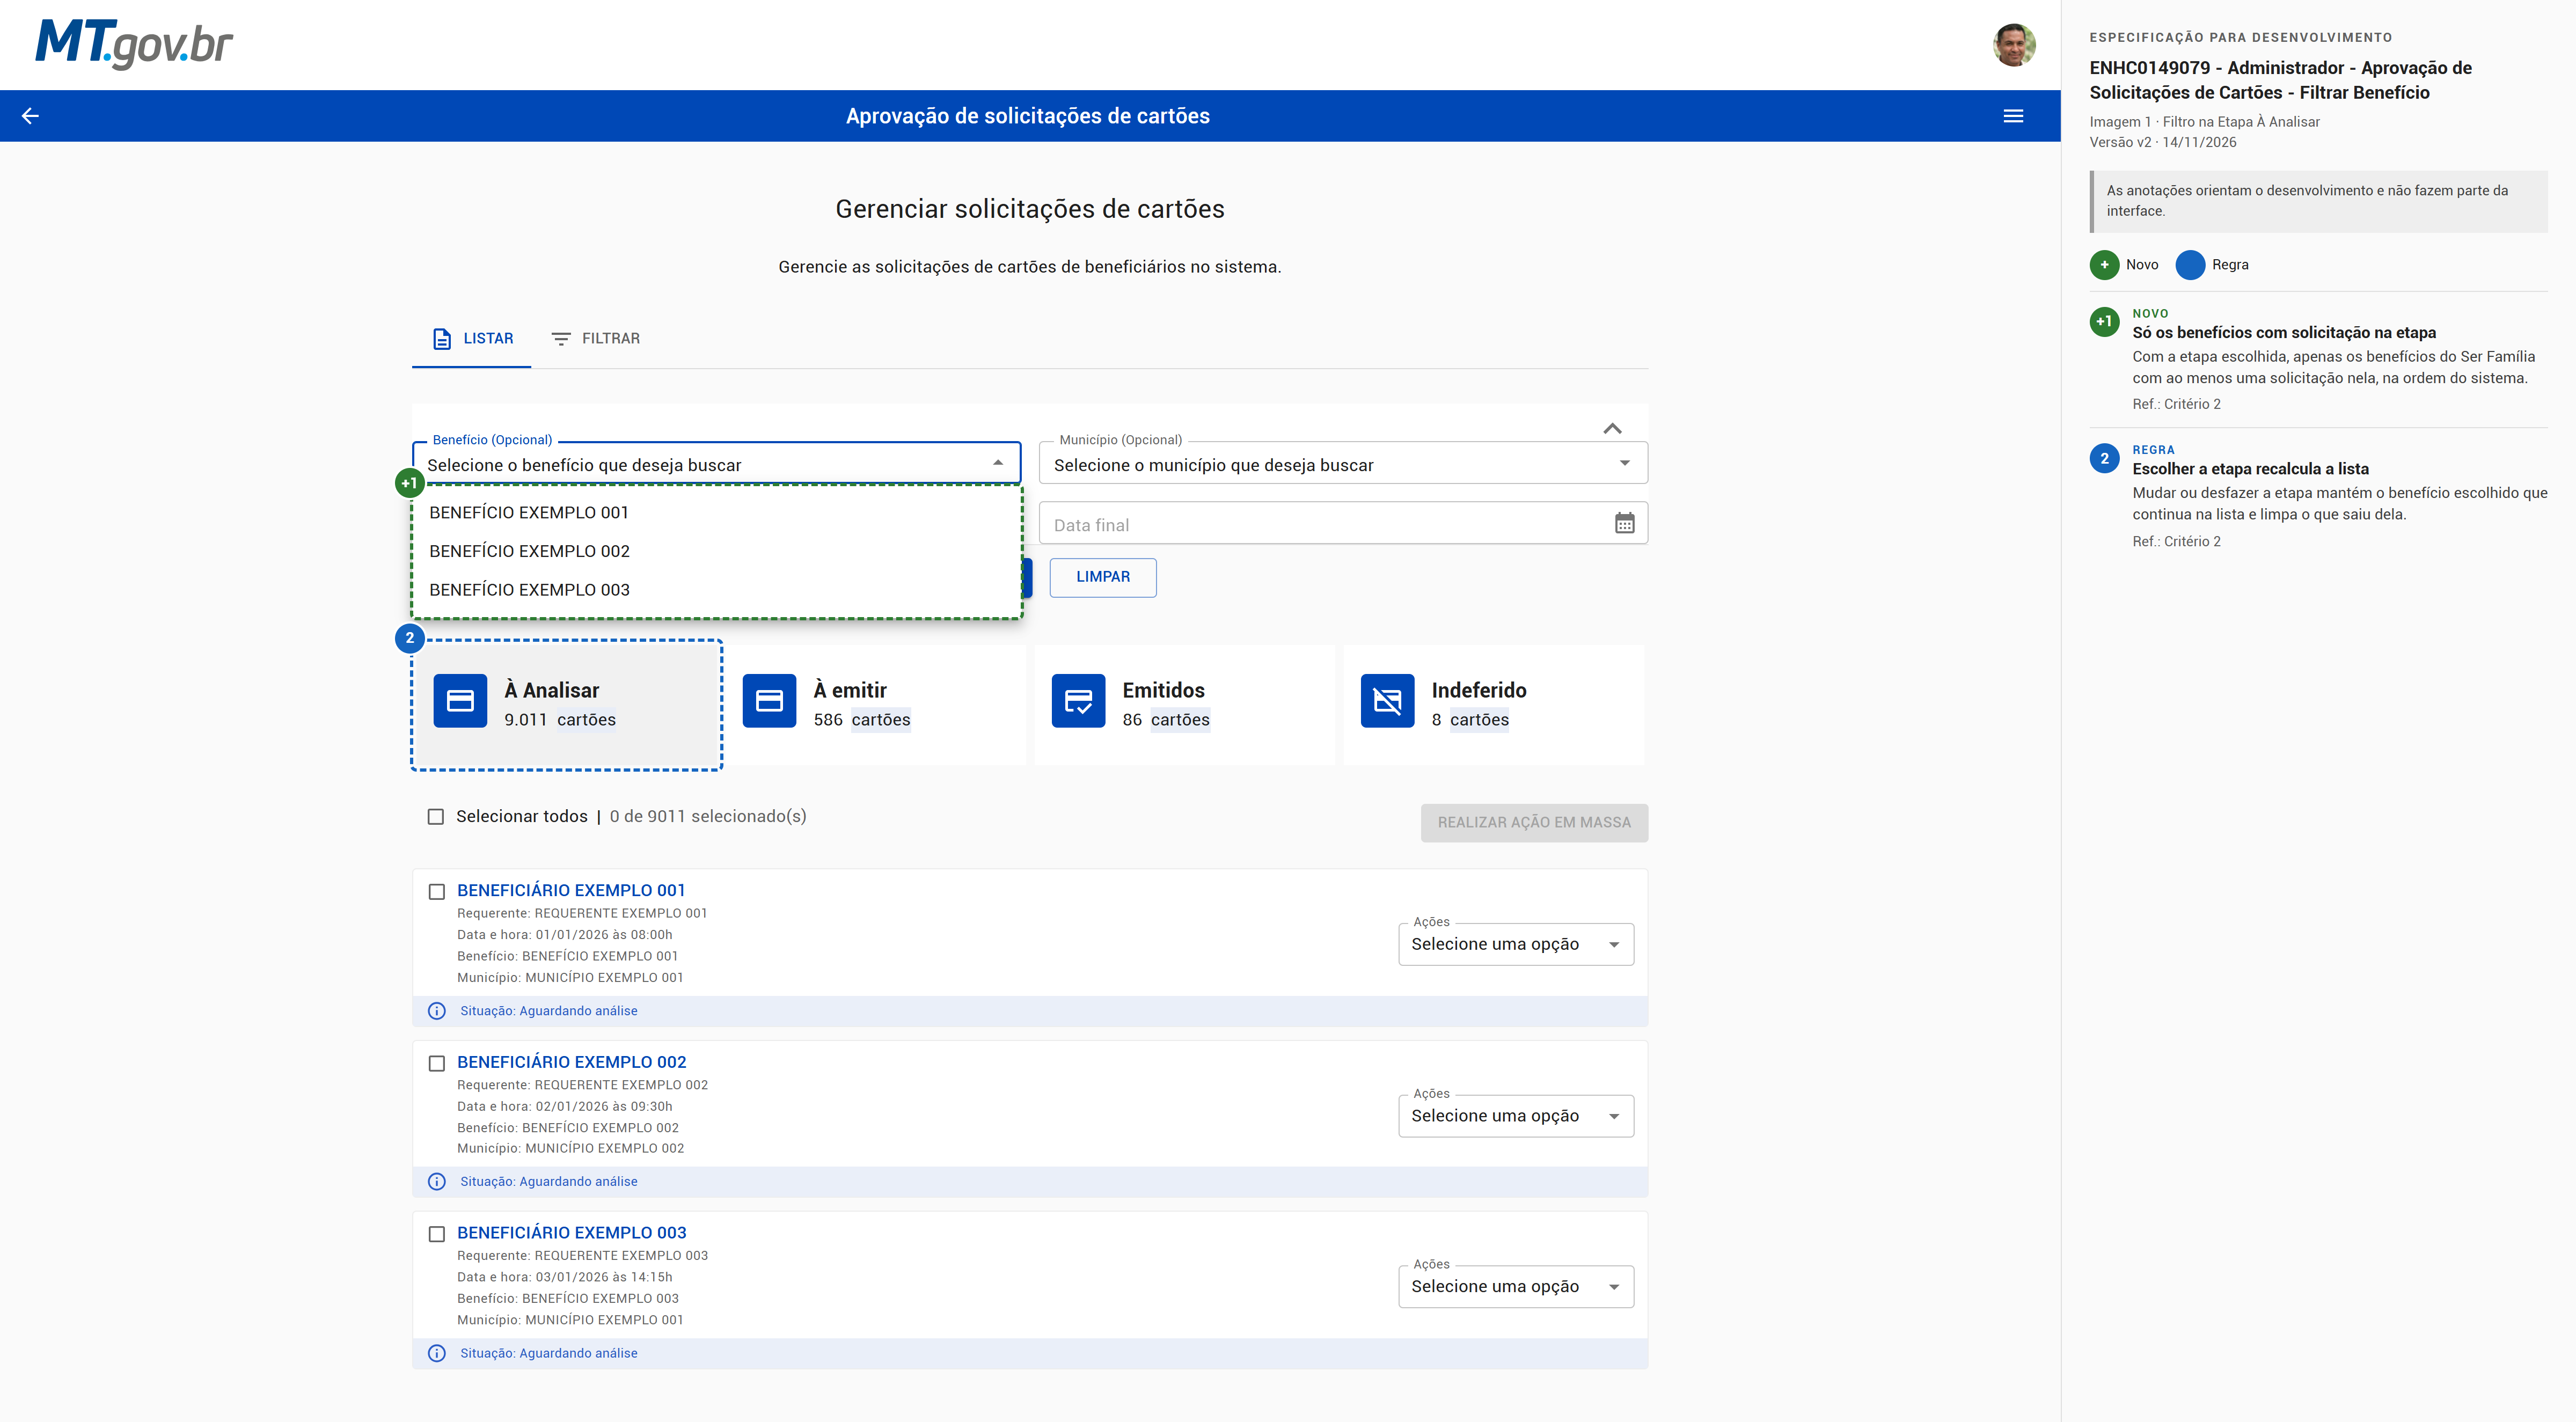 MT.gov.br
Aprovação de solicitações de cartões
Gerenciar solicitações de cartões
Gerencie as solicitações de cartões de beneficiários no sistema.
LISTAR
FILTRAR
Benefício (Opcional)
Selecione o benefício que deseja buscar
Município (Opcional)
Selecione o município que deseja buscar
+1
BENEFÍCIO EXEMPLO 001
BENEFÍCIO EXEMPLO 002
BENEFÍCIO EXEMPLO 003
Data final
LIMPAR
2
À Analisar
9.011 cartões
À emitir
586 cartões
Emitidos
86 cartões
Indeferido
8 cartões
Selecionar todos | 0 de 9011 selecionado(s)
REALIZAR AÇÃO EM MASSA
BENEFICIÁRIO EXEMPLO 001
Requerente: REQUERENTE EXEMPLO 001
Data e hora: 01/01/2026 às 08:00h
Benefício: BENEFÍCIO EXEMPLO 001
Município: MUNICÍPIO EXEMPLO 001
Ações
Selecione uma opção
Situação: Aguardando análise
BENEFICIÁRIO EXEMPLO 002
Requerente: REQUERENTE EXEMPLO 002
Data e hora: 02/01/2026 às 09:30h
Benefício: BENEFÍCIO EXEMPLO 002
Município: MUNICÍPIO EXEMPLO 002
Ações
Selecione uma opção
Situação: Aguardando análise
BENEFICIÁRIO EXEMPLO 003
Requerente: REQUERENTE EXEMPLO 003
Data e hora: 03/01/2026 às 14:15h
Benefício: BENEFÍCIO EXEMPLO 003
Município: MUNICÍPIO EXEMPLO 001
Ações
Selecione uma opção
Situação: Aguardando análise
ESPECIFICAÇÃO PARA DESENVOLVIMENTO
ENHC0149079 - Administrador - Aprovação de
Solicitações de Cartões - Filtrar Benefício
Imagem 1 · Filtro na Etapa À Analisar
Versão v2 · 14/11/2026
As anotações orientam o desenvolvimento e não fazem parte da
interface.
+ Novo
Regra
+1
NOVO
Só os benefícios com solicitação na etapa
Com a etapa escolhida, apenas os benefícios do Ser Família
com ao menos uma solicitação nela, na ordem do sistema.
Ref.: Critério 2
2
REGRA
Escolher a etapa recalcula a lista
Mudar ou desfazer a etapa mantém o benefício escolhido que
continua na lista e limpa o que saiu dela.
Ref.: Critério 2